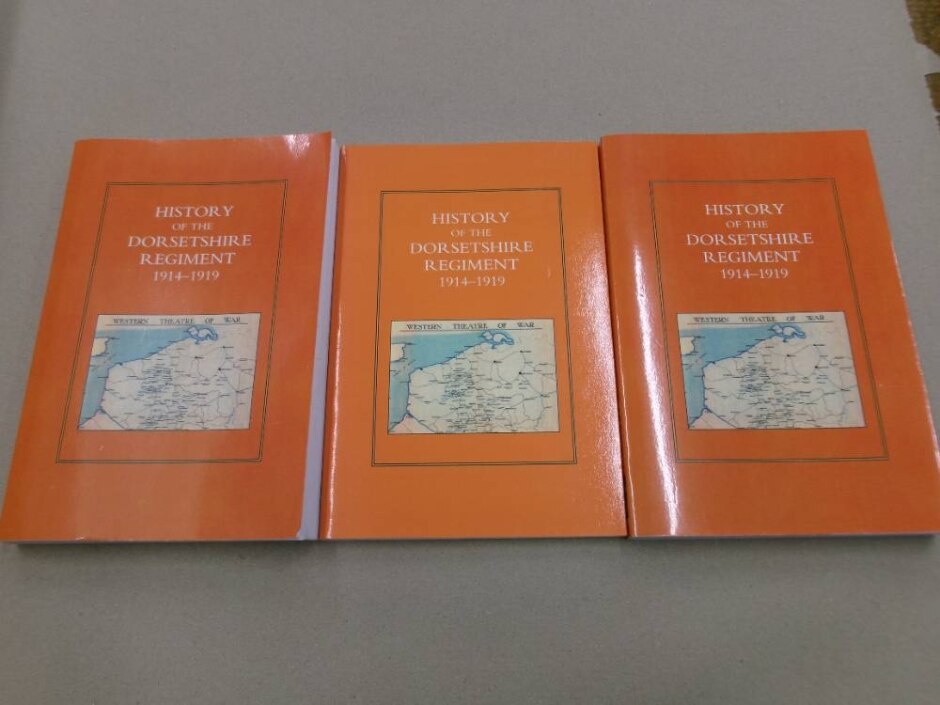 HISTORY
OF THE
DORSETSHIRE
REGIMENT
1914–1919
WESTERN THEATRE OF WAR
HISTORY
OF THE
DORSETSHIRE
REGIMENT
1914–1919
WESTERN THEATRE OF WAR
HISTORY
OF THE
DORSETSHIRE
REGIMENT
1914–1919
WESTERN THEATRE OF WAR